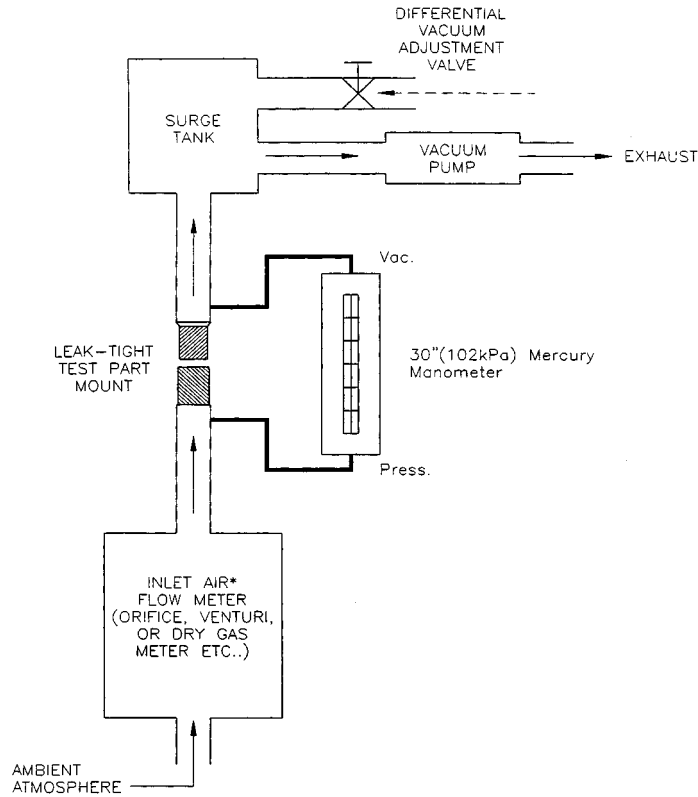 DIFFERENTIAL
VACUUM
ADJUSTMENT
VALVE
SURGE
TANK
VACUUM
PUMP
EXHAUST
Vac.
LEAK-TIGHT
TEST PART
MOUNT
30"(102kPa) Mercury
Manometer
Press.
INLET AIR*
FLOW METER
(ORIFICE, VENTURI,
OR DRY GAS
METER ETC..)
AMBIENT
ATMOSPHERE